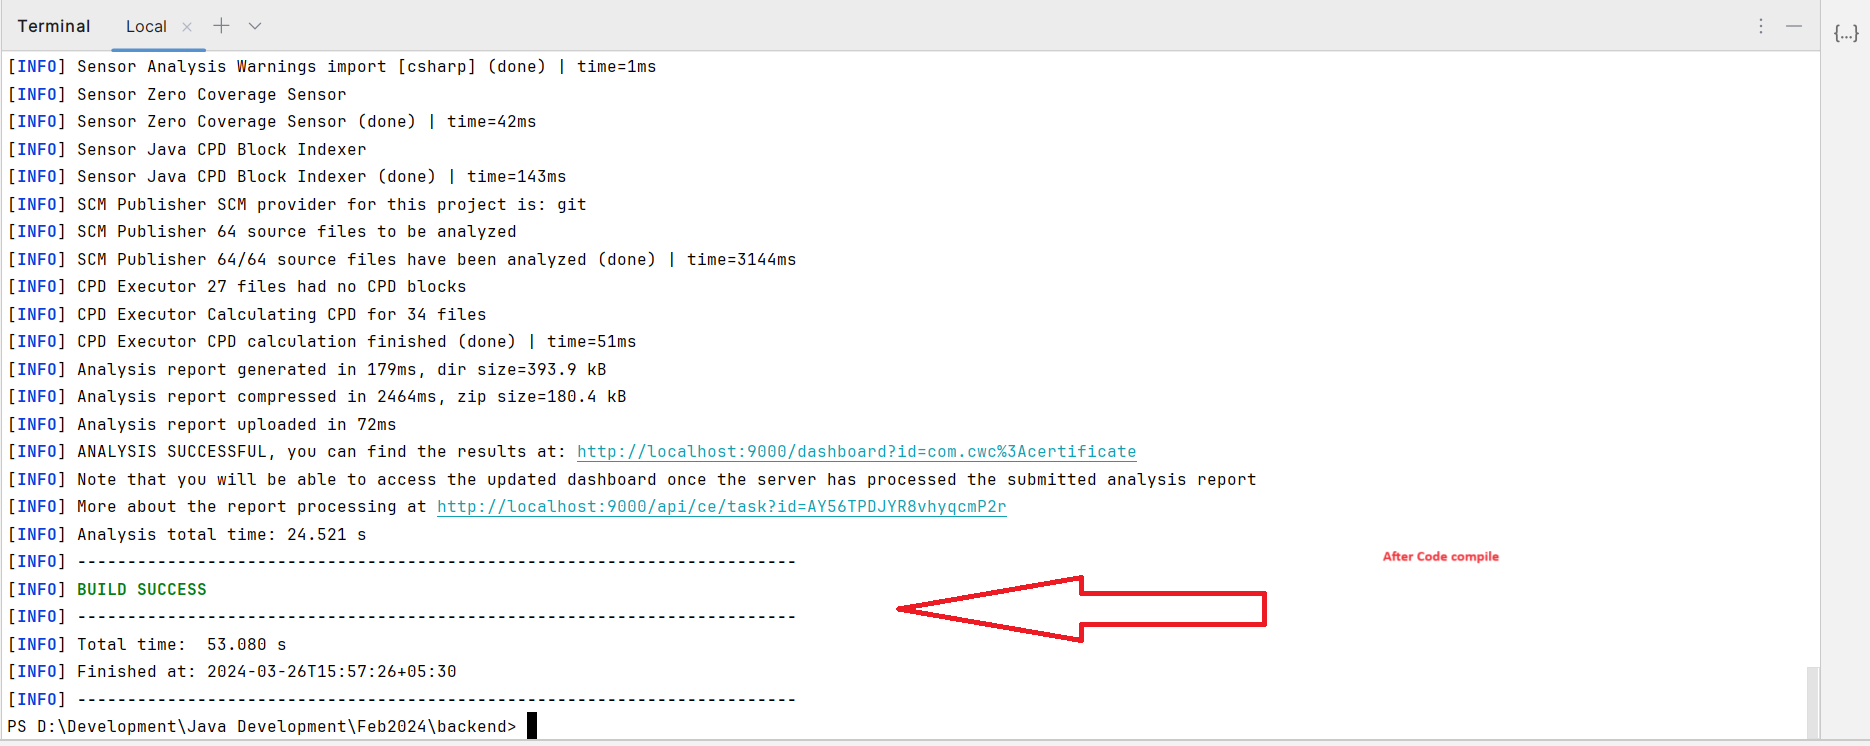 Terminal Local
{...}
[INFO] Sensor Analysis Warnings import [csharp] (done) | time=1ms
[INFO] Sensor Zero Coverage Sensor
[INFO] Sensor Zero Coverage Sensor (done) | time=42ms
[INFO] Sensor Java CPD Block Indexer
[INFO] Sensor Java CPD Block Indexer (done) | time=143ms
[INFO] SCM Publisher SCM provider for this project is: git
[INFO] SCM Publisher 64 source files to be analyzed
[INFO] SCM Publisher 64/64 source files have been analyzed (done) | time=3144ms
[INFO] CPD Executor 27 files had no CPD blocks
[INFO] CPD Executor Calculating CPD for 34 files
[INFO] CPD Executor CPD calculation finished (done) | time=51ms
[INFO] Analysis report generated in 179ms, dir size=393.9 kB
[INFO] Analysis report compressed in 2464ms, zip size=180.4 kB
[INFO] Analysis report uploaded in 72ms
[INFO] ANALYSIS SUCCESSFUL, you can find the results at: http://localhost:9000/dashboard?id=com.cwc%3Acertificate
[INFO] Note that you will be able to access the updated dashboard once the server has processed the submitted analysis report
[INFO] More about the report processing at http://localhost:9000/api/ce/task?id=AY56TPDJYR8vhyqcmP2r
[INFO] Analysis total time: 24.521 s
[INFO] ------------------------------------------------------------------------
After Code compile
[INFO] BUILD SUCCESS
[INFO] ------------------------------------------------------------------------
[INFO] Total time:  53.080 s
[INFO] Finished at: 2024-03-26T15:57:26+05:30
[INFO] ------------------------------------------------------------------------
PS D:\Development\Java Development\Feb2024\backend>